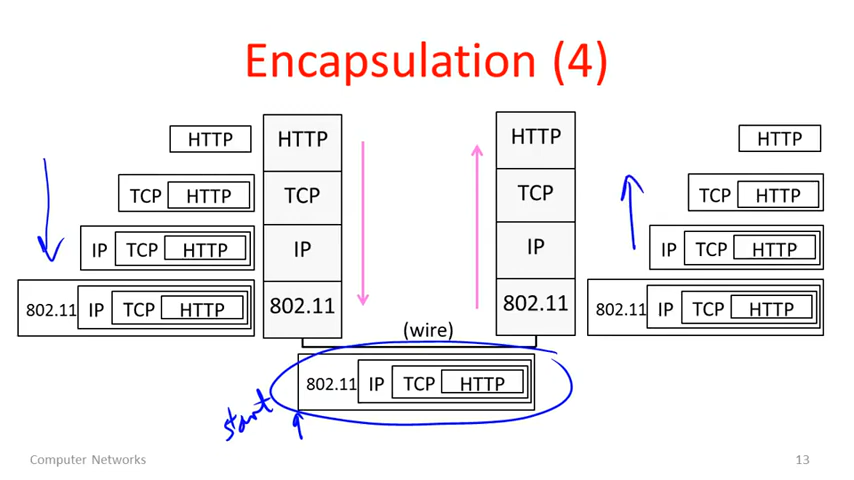 Encapsulation (4)
HTTP
HTTP
HTTP
HTTP
TCP HTTP
TCP
TCP
TCP HTTP
IP TCP HTTP
IP
IP
IP TCP HTTP
802.11 IP TCP HTTP
802.11
802.11
802.11 IP TCP HTTP
(wire)
802.11 IP TCP HTTP
start
Computer Networks
13